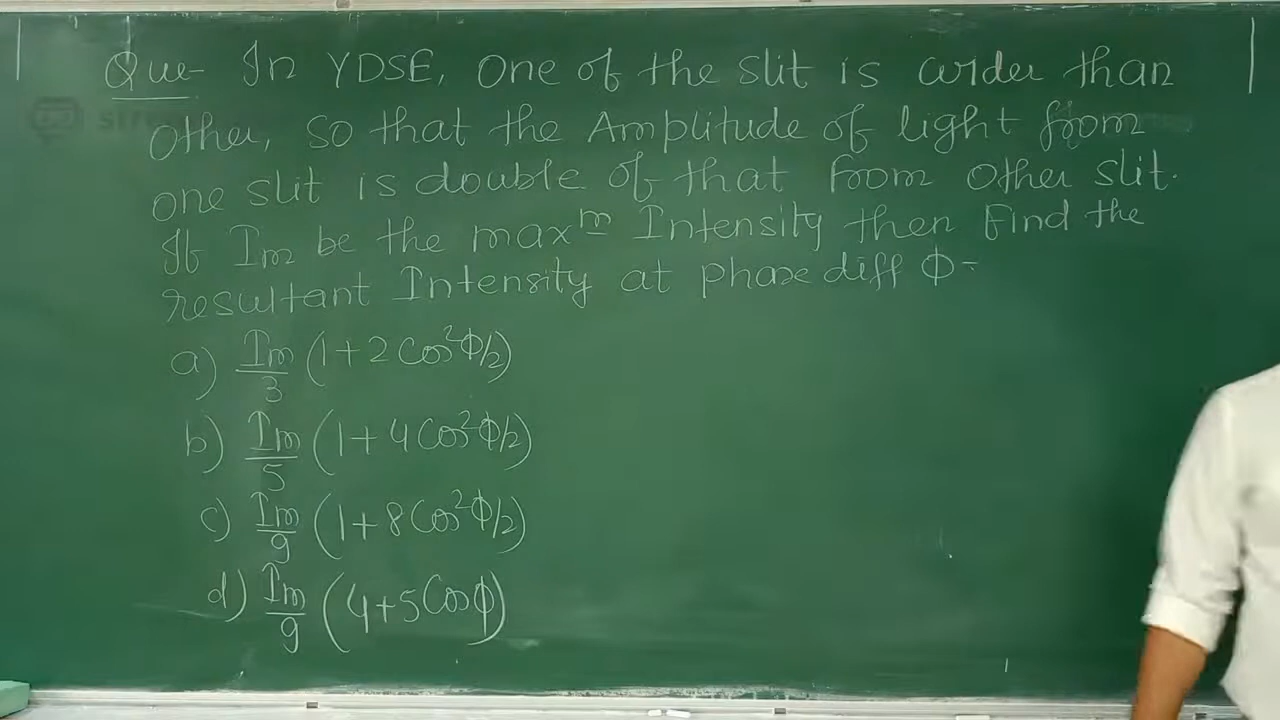 Que- In YDSE, One of the slit is wider than
Other, so that the Amplitude of light from
one slit is double of that from Other slit.
If Im be the maxᵐ Intensity then Find the
resultant Intensity at phase diff ϕ-
a) Im/3 (1+2Cos²ϕ/2)
b) Im/5 (1+4Cos²ϕ/2)
c) Im/9 (1+8Cos²ϕ/2)
d) Im/9 (4+5Cosϕ)